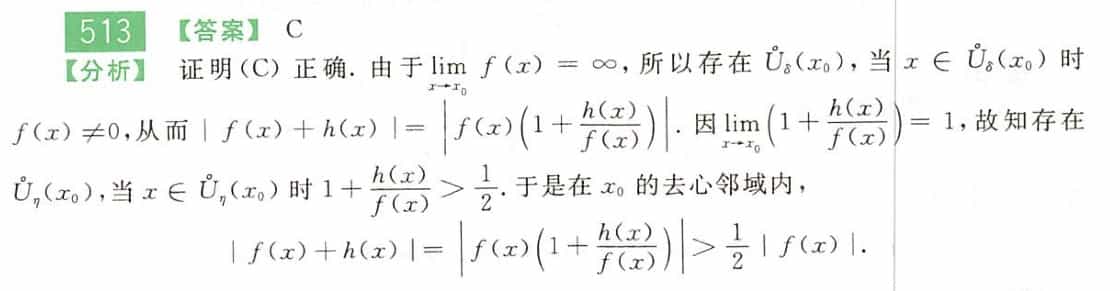 513 【答案】 C
【分析】 证明(C)正确. 由于 $\lim\limits_{x \to x_0} f(x) = \infty$, 所以存在 $\mathring{U}_\delta(x_0)$, 当 $x \in \mathring{U}_\delta(x_0)$ 时
$f(x) \neq 0$, 从而 $| f(x) + h(x) | = \left| f(x)\left(1 + \frac{h(x)}{f(x)}\right) \right|$. 因 $\lim\limits_{x \to x_0}\left(1 + \frac{h(x)}{f(x)}\right) = 1$, 故知存在
$\mathring{U}_\eta(x_0)$, 当 $x \in \mathring{U}_\eta(x_0)$ 时 $1 + \frac{h(x)}{f(x)} > \frac{1}{2}$. 于是在 $x_0$ 的去心邻域内,
$| f(x) + h(x) | = \left| f(x)\left(1 + \frac{h(x)}{f(x)}\right) \right| > \frac{1}{2} | f(x) |$.